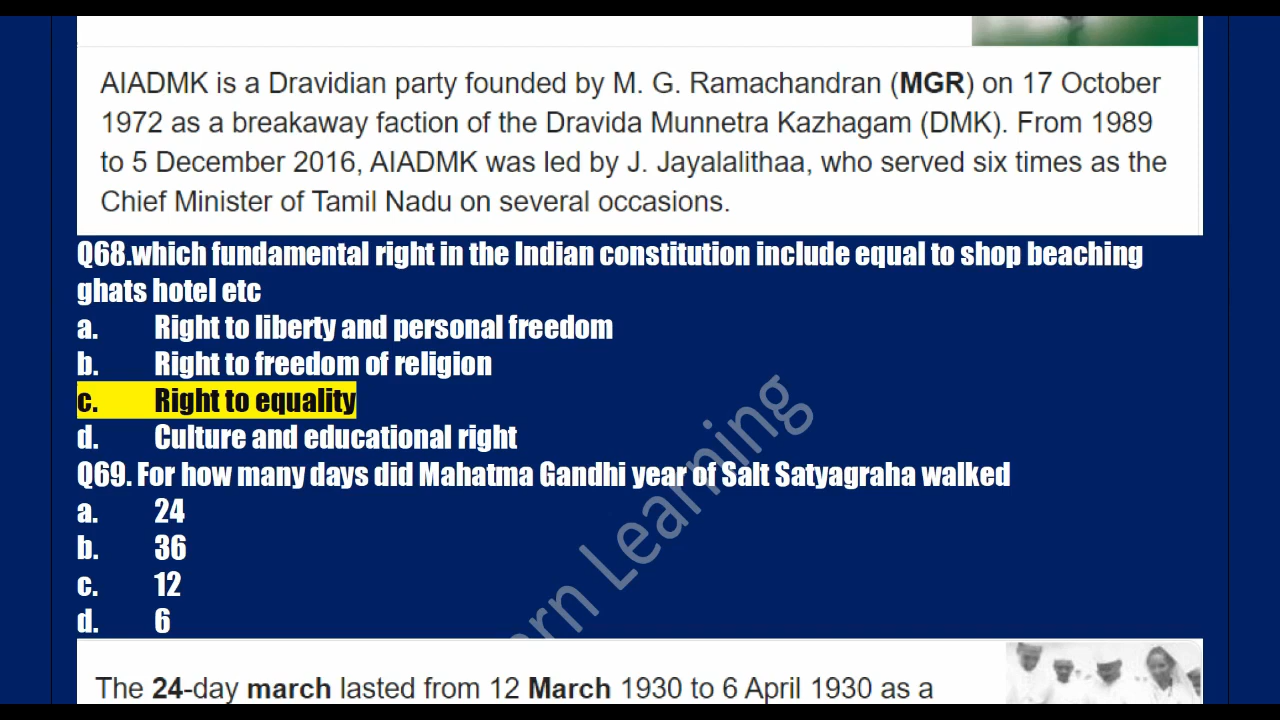 AIADMK is a Dravidian party founded by M. G. Ramachandran (MGR) on 17 October
1972 as a breakaway faction of the Dravida Munnetra Kazhagam (DMK). From 1989
to 5 December 2016, AIADMK was led by J. Jayalalithaa, who served six times as the
Chief Minister of Tamil Nadu on several occasions.
Q68.which fundamental right in the Indian constitution include equal to shop beaching
ghats hotel etc
a. Right to liberty and personal freedom
b. Right to freedom of religion
c. Right to equality
d. Culture and educational right
Q69. For how many days did Mahatma Gandhi year of Salt Satyagraha walked
a. 24
b. 36
c. 12
d. 6
ern Learning
The 24-day march lasted from 12 March 1930 to 6 April 1930 as a